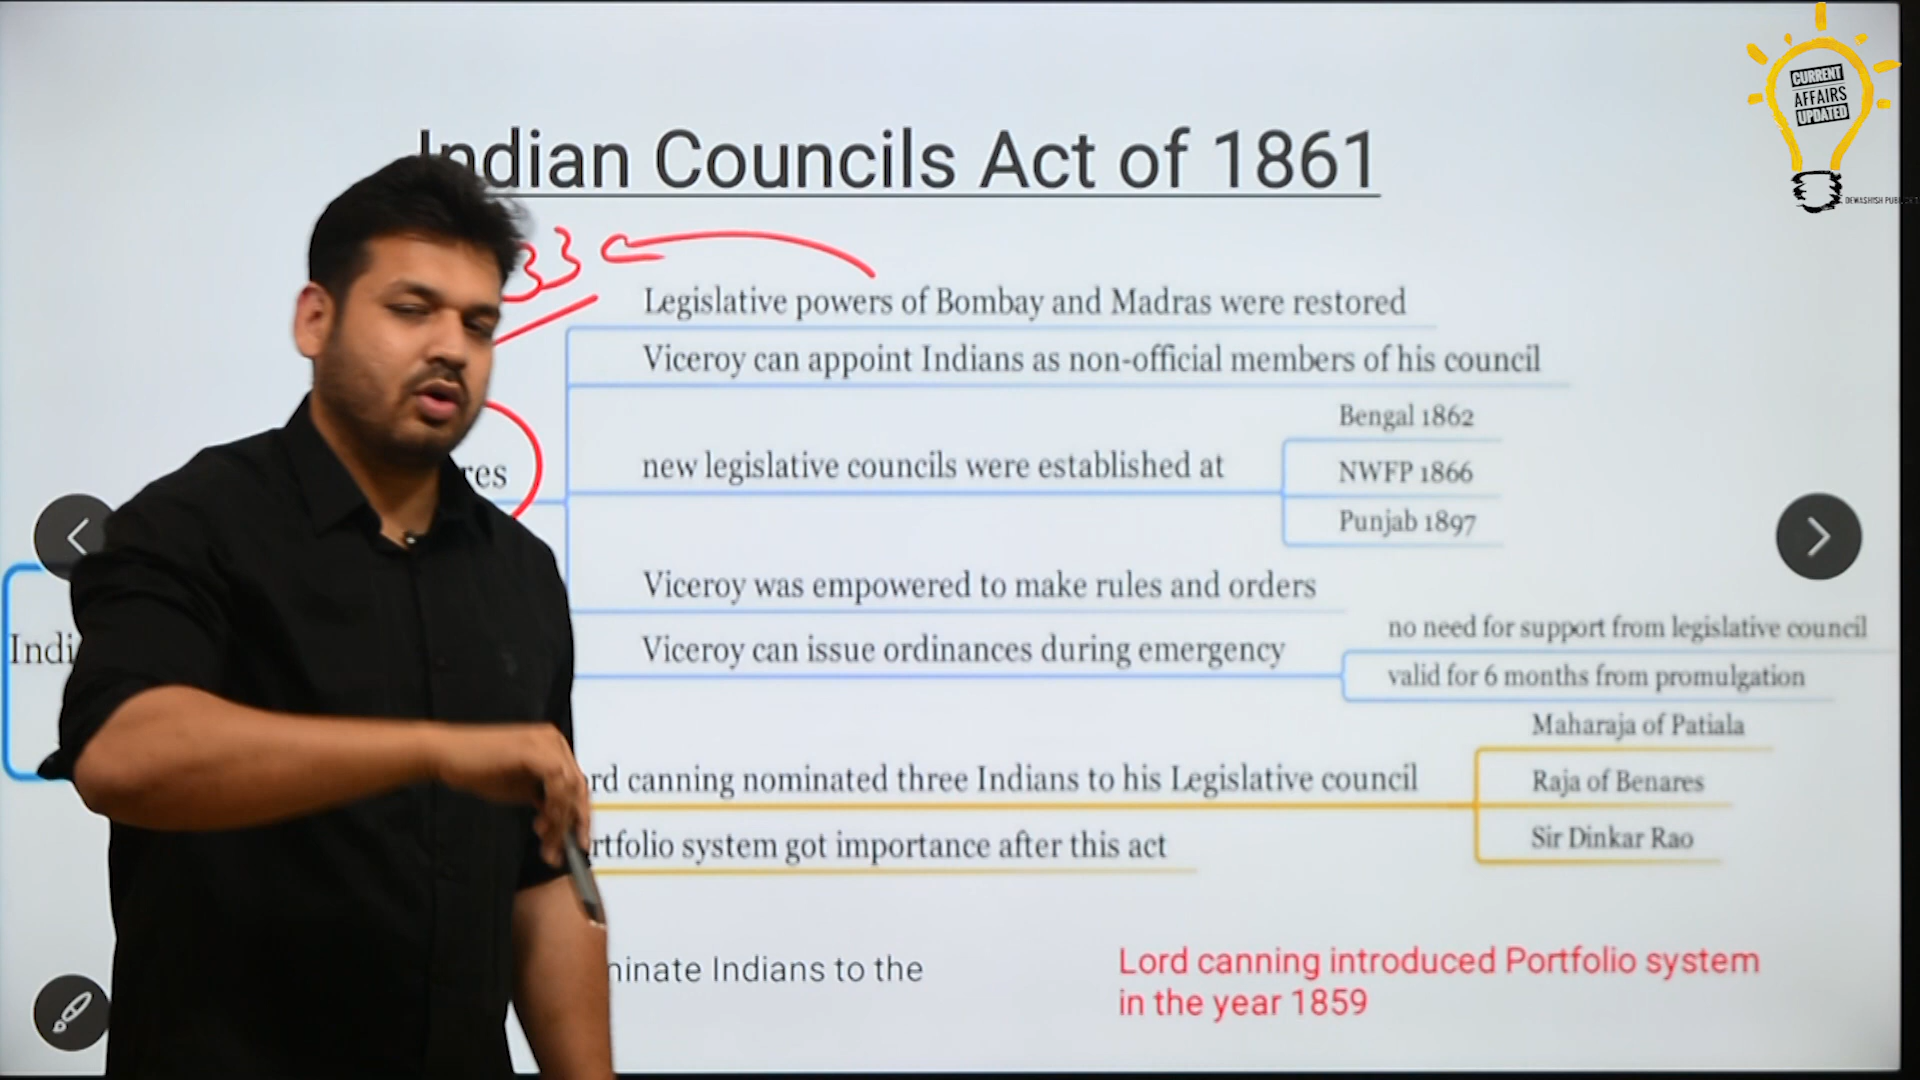 CURRENT
AFFAIRS
UPDATED
Indian Councils Act of 1861
33
Legislative powers of Bombay and Madras were restored
Viceroy can appoint Indians as non-official members of his council
Bengal 1862
res
new legislative councils were established at
NWFP 1866
Punjab 1897
Viceroy was empowered to make rules and orders
Indi
Viceroy can issue ordinances during emergency
no need for support from legislative council
valid for 6 months from promulgation
Maharaja of Patiala
rd canning nominated three Indians to his Legislative council
Raja of Benares
Sir Dinkar Rao
rtfolio system got importance after this act
inate Indians to the
Lord canning introduced Portfolio system
in the year 1859